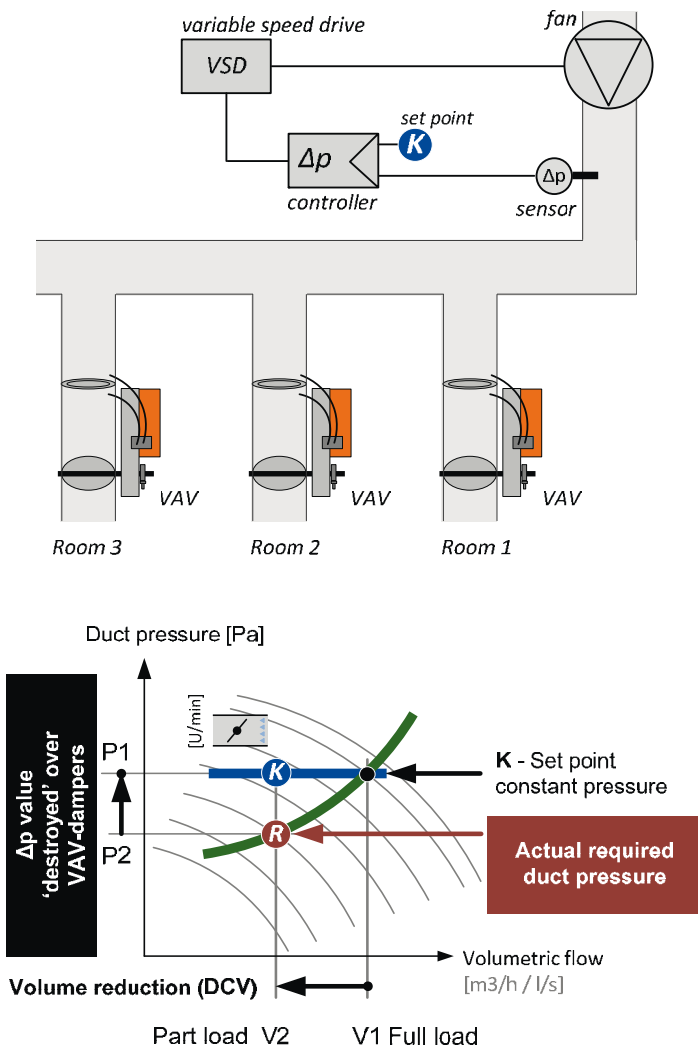 variable speed drive
fan
VSD
set point
K
Δp
Δp
controller
sensor
VAV
VAV
VAV
Room 3
Room 2
Room 1
Duct pressure [Pa]
Δp value
'destroyed' over
VAV-dampers
[U/min]
P1
K
K - Set point
constant pressure
P2
R
Actual required
duct pressure
Volumetric flow
[m3/h / l/s]
Volume reduction (DCV)
Part load V2
V1 Full load